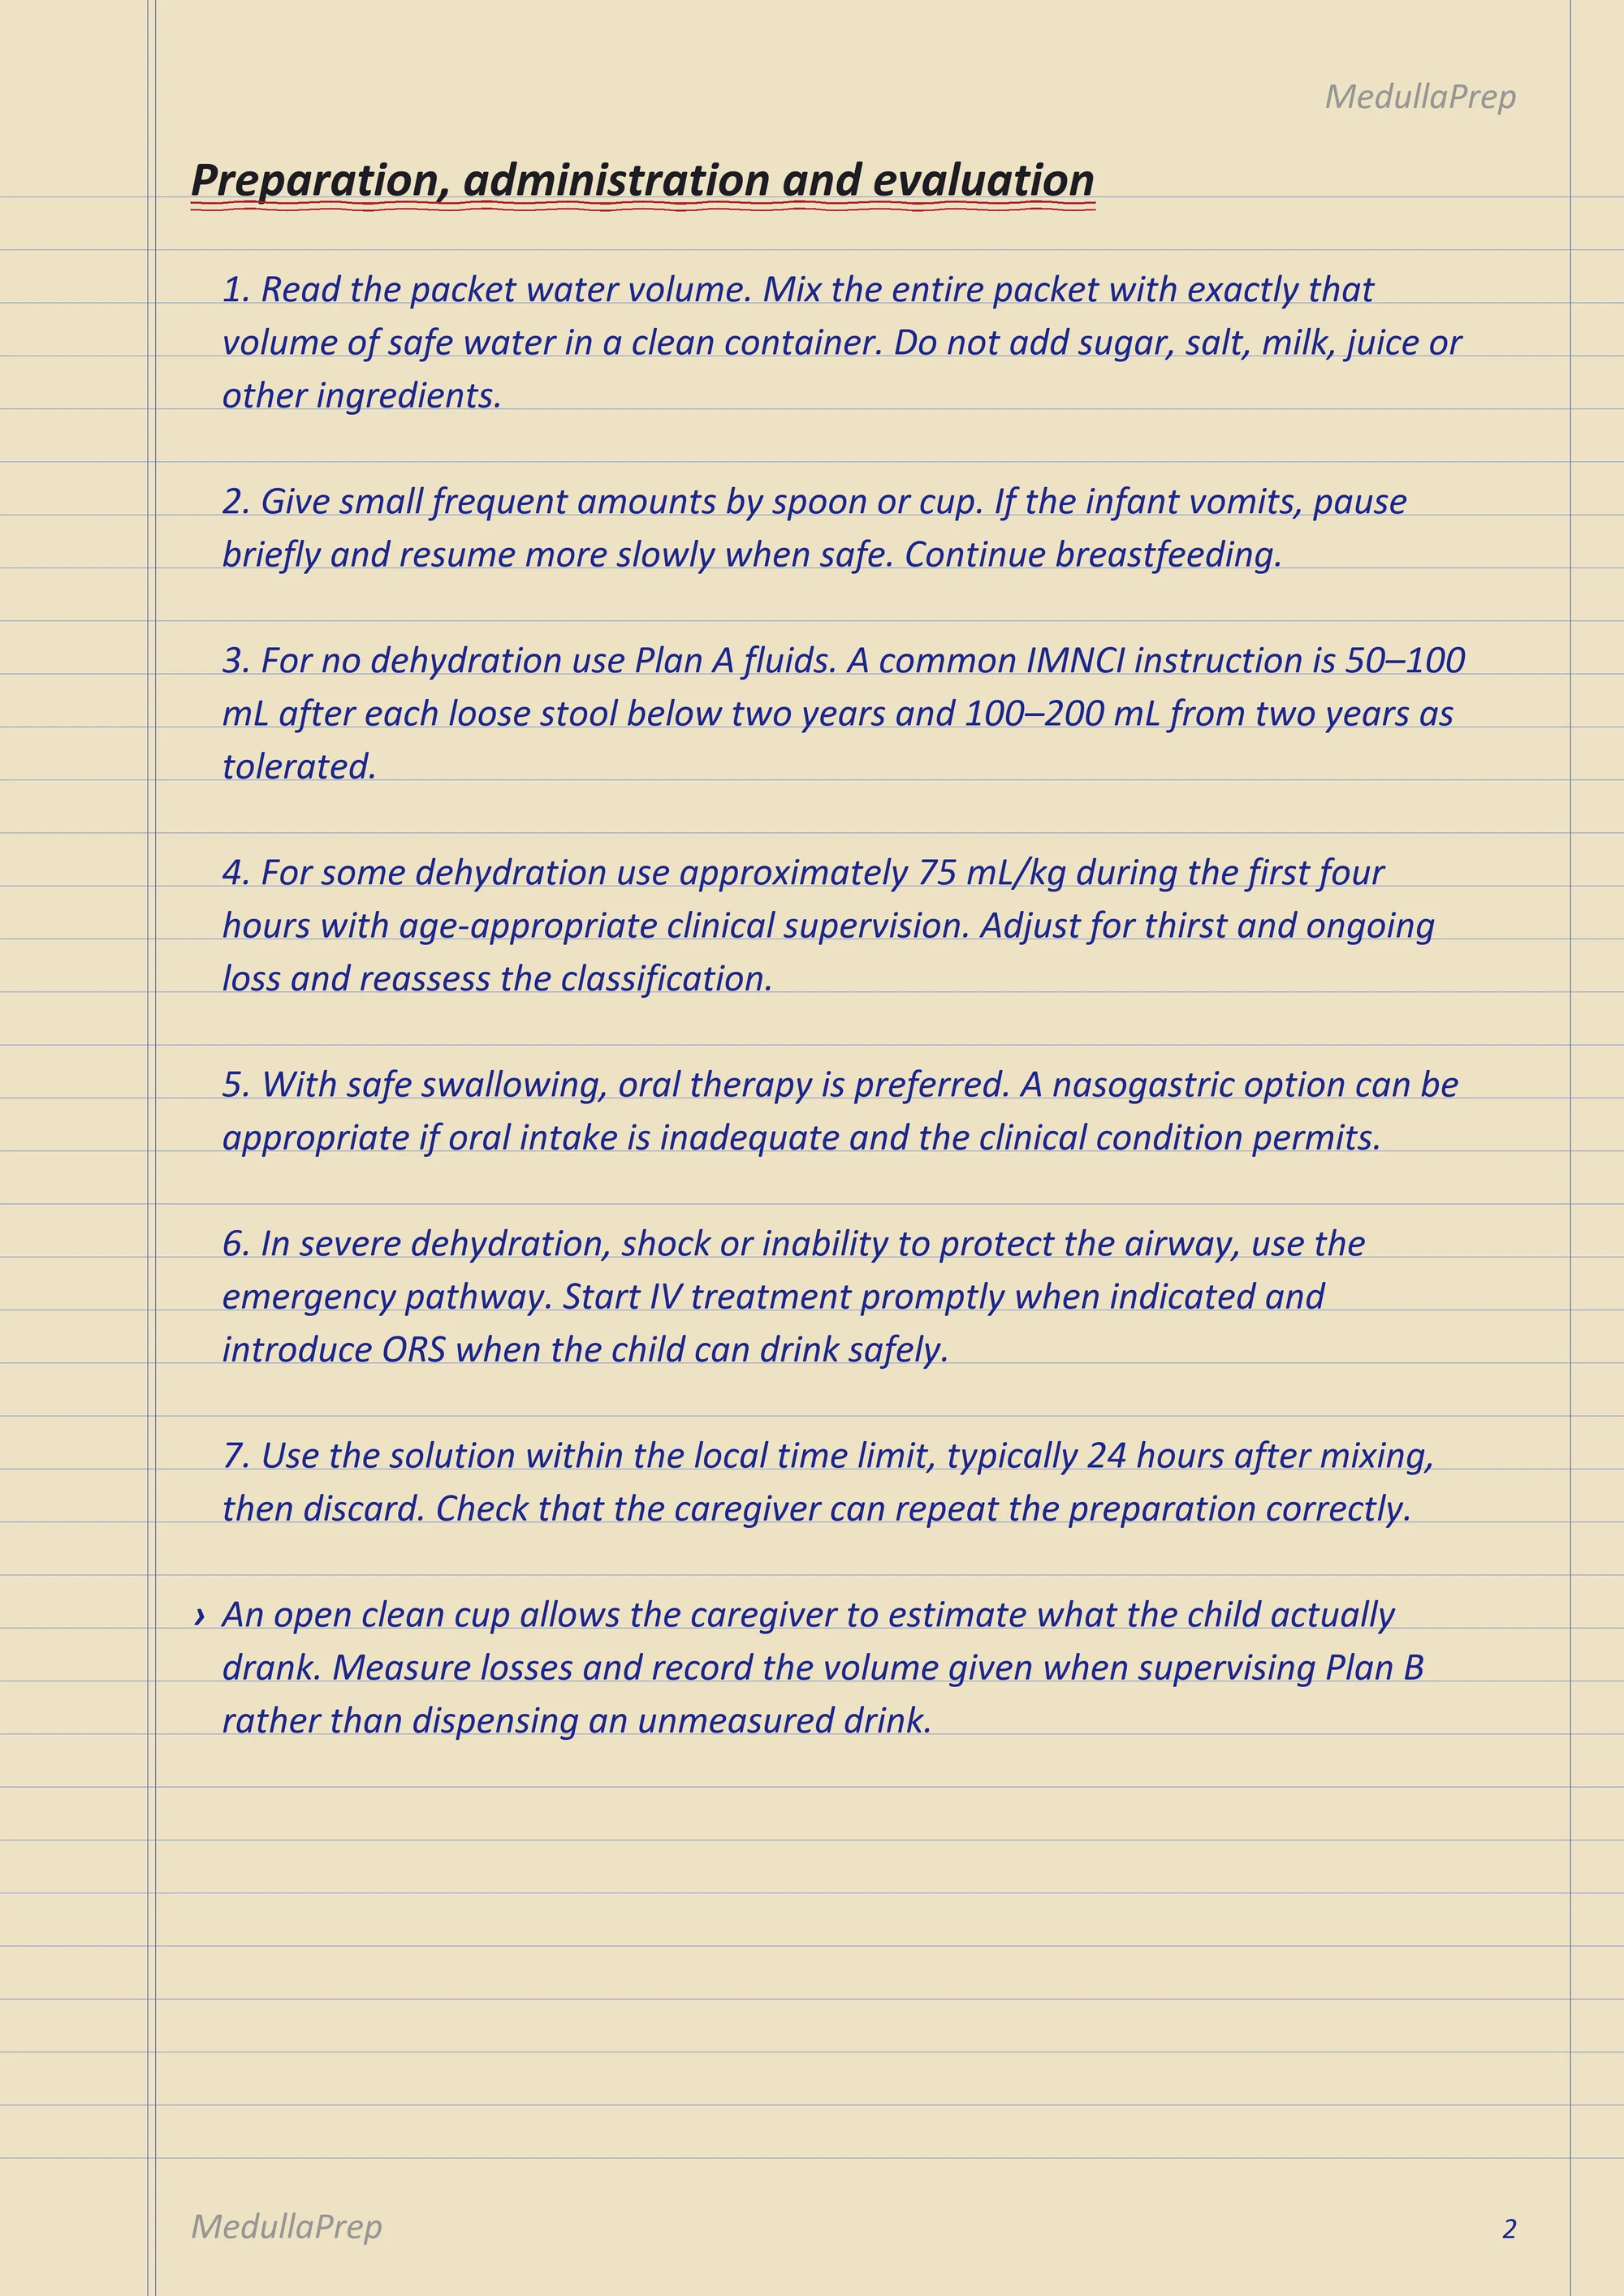 MedullaPrep
Preparation, administration and evaluation
1. Read the packet water volume. Mix the entire packet with exactly that
volume of safe water in a clean container. Do not add sugar, salt, milk, juice or
other ingredients.
2. Give small frequent amounts by spoon or cup. If the infant vomits, pause
briefly and resume more slowly when safe. Continue breastfeeding.
3. For no dehydration use Plan A fluids. A common IMNCI instruction is 50–100
mL after each loose stool below two years and 100–200 mL from two years as
tolerated.
4. For some dehydration use approximately 75 mL/kg during the first four
hours with age-appropriate clinical supervision. Adjust for thirst and ongoing
loss and reassess the classification.
5. With safe swallowing, oral therapy is preferred. A nasogastric option can be
appropriate if oral intake is inadequate and the clinical condition permits.
6. In severe dehydration, shock or inability to protect the airway, use the
emergency pathway. Start IV treatment promptly when indicated and
introduce ORS when the child can drink safely.
7. Use the solution within the local time limit, typically 24 hours after mixing,
then discard. Check that the caregiver can repeat the preparation correctly.
› An open clean cup allows the caregiver to estimate what the child actually
drank. Measure losses and record the volume given when supervising Plan B
rather than dispensing an unmeasured drink.
MedullaPrep
2